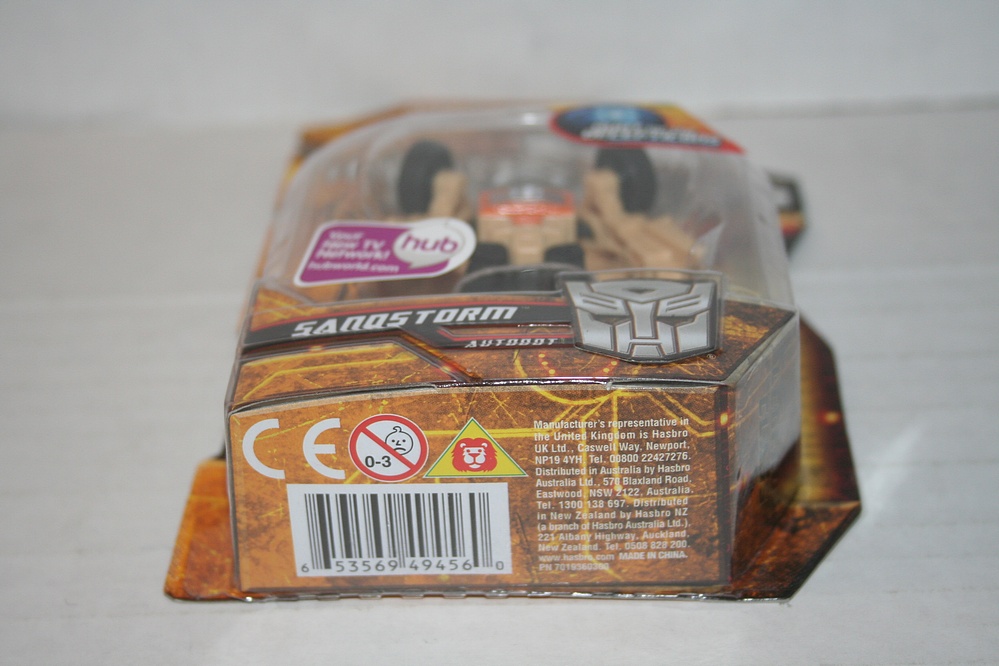 Your
New TV
Network!
hubworld.com
hub
SANDSTORM
AUTOBOT
CE
0-3
Manufacturer's representative in
the United Kingdom is Hasbro
UK Ltd., Caswell Way, Newport,
NP19 4YH. Tel. 00800 22427276.
Distributed in Australia by Hasbro
Australia Ltd., 570 Blaxland Road,
Eastwood, NSW 2122, Australia.
Tel. 1300 138 697. Distributed
in New Zealand by Hasbro NZ
(a branch of Hasbro Australia Ltd.)
221 Albany Highway, Auckland,
New Zealand. Tel. 0508 828 200.
www.hasbro.com MADE IN CHINA.
PN
6 53569 49456 0